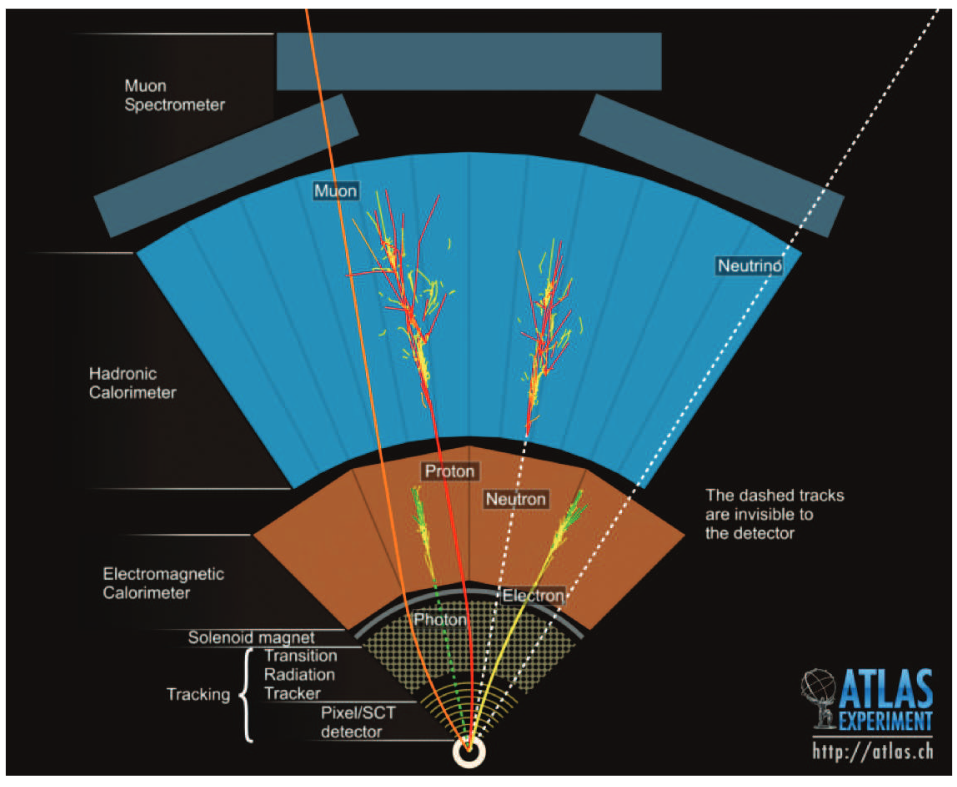 Muon
Spectrometer
Muon
Neutrino
Hadronic
Calorimeter
Proton
Neutron
The dashed tracks
are invisible to
the detector
Electromagnetic
Calorimeter
Electron
Photon
Solenoid magnet
Tracking
Transition
Radiation
Tracker
Pixel/SCT
detector
ATLAS
EXPERIMENT
http://atlas.ch